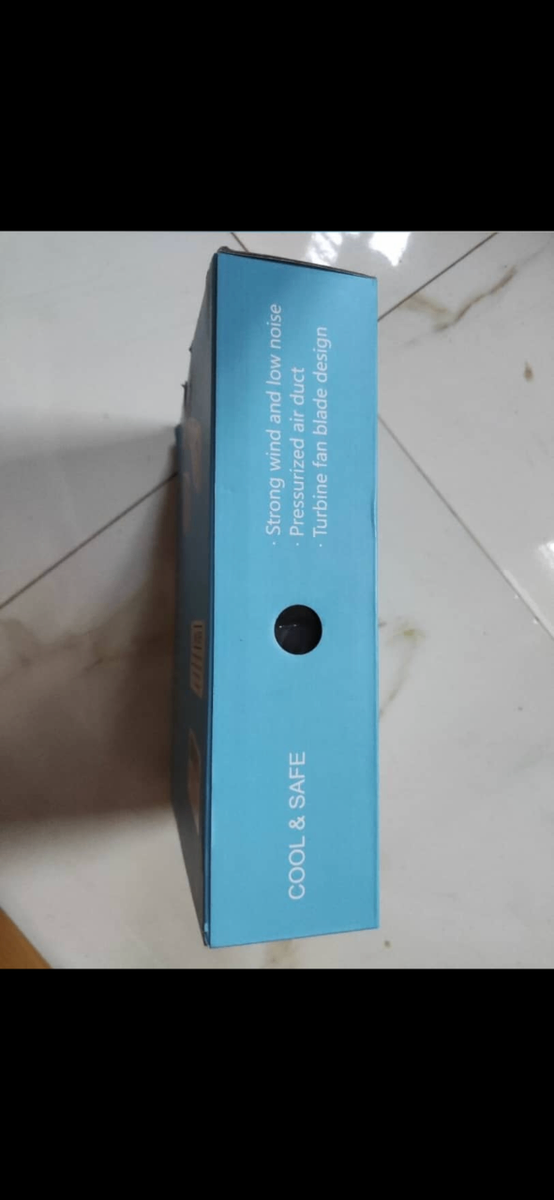 COOL & SAFE
· Strong wind and low noise
· Pressurized air duct
· Turbine fan blade design